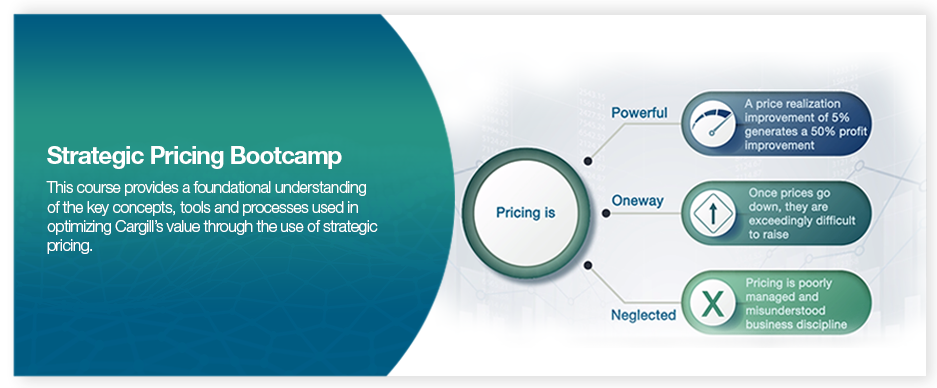 Strategic Pricing Bootcamp
This course provides a foundational understanding
of the key concepts, tools and processes used in
optimizing Cargill's value through the use of strategic
pricing.
Pricing is
Powerful
A price realization
improvement of 5%
generates a 50% profit
improvement
Oneway
Once prices go
down, they are
exceedingly difficult
to raise
Neglected
X
Pricing is poorly
managed and
misunderstood
business discipline